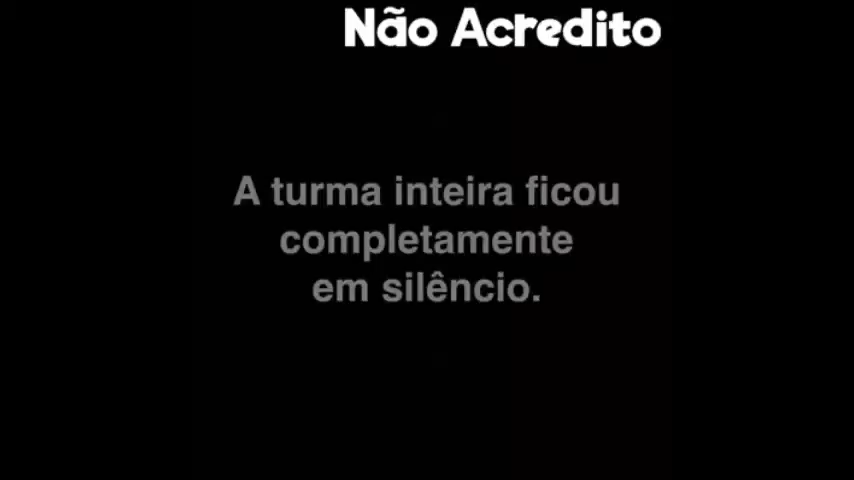 Não Acredito
A turma inteira ficou
completamente
em silêncio.